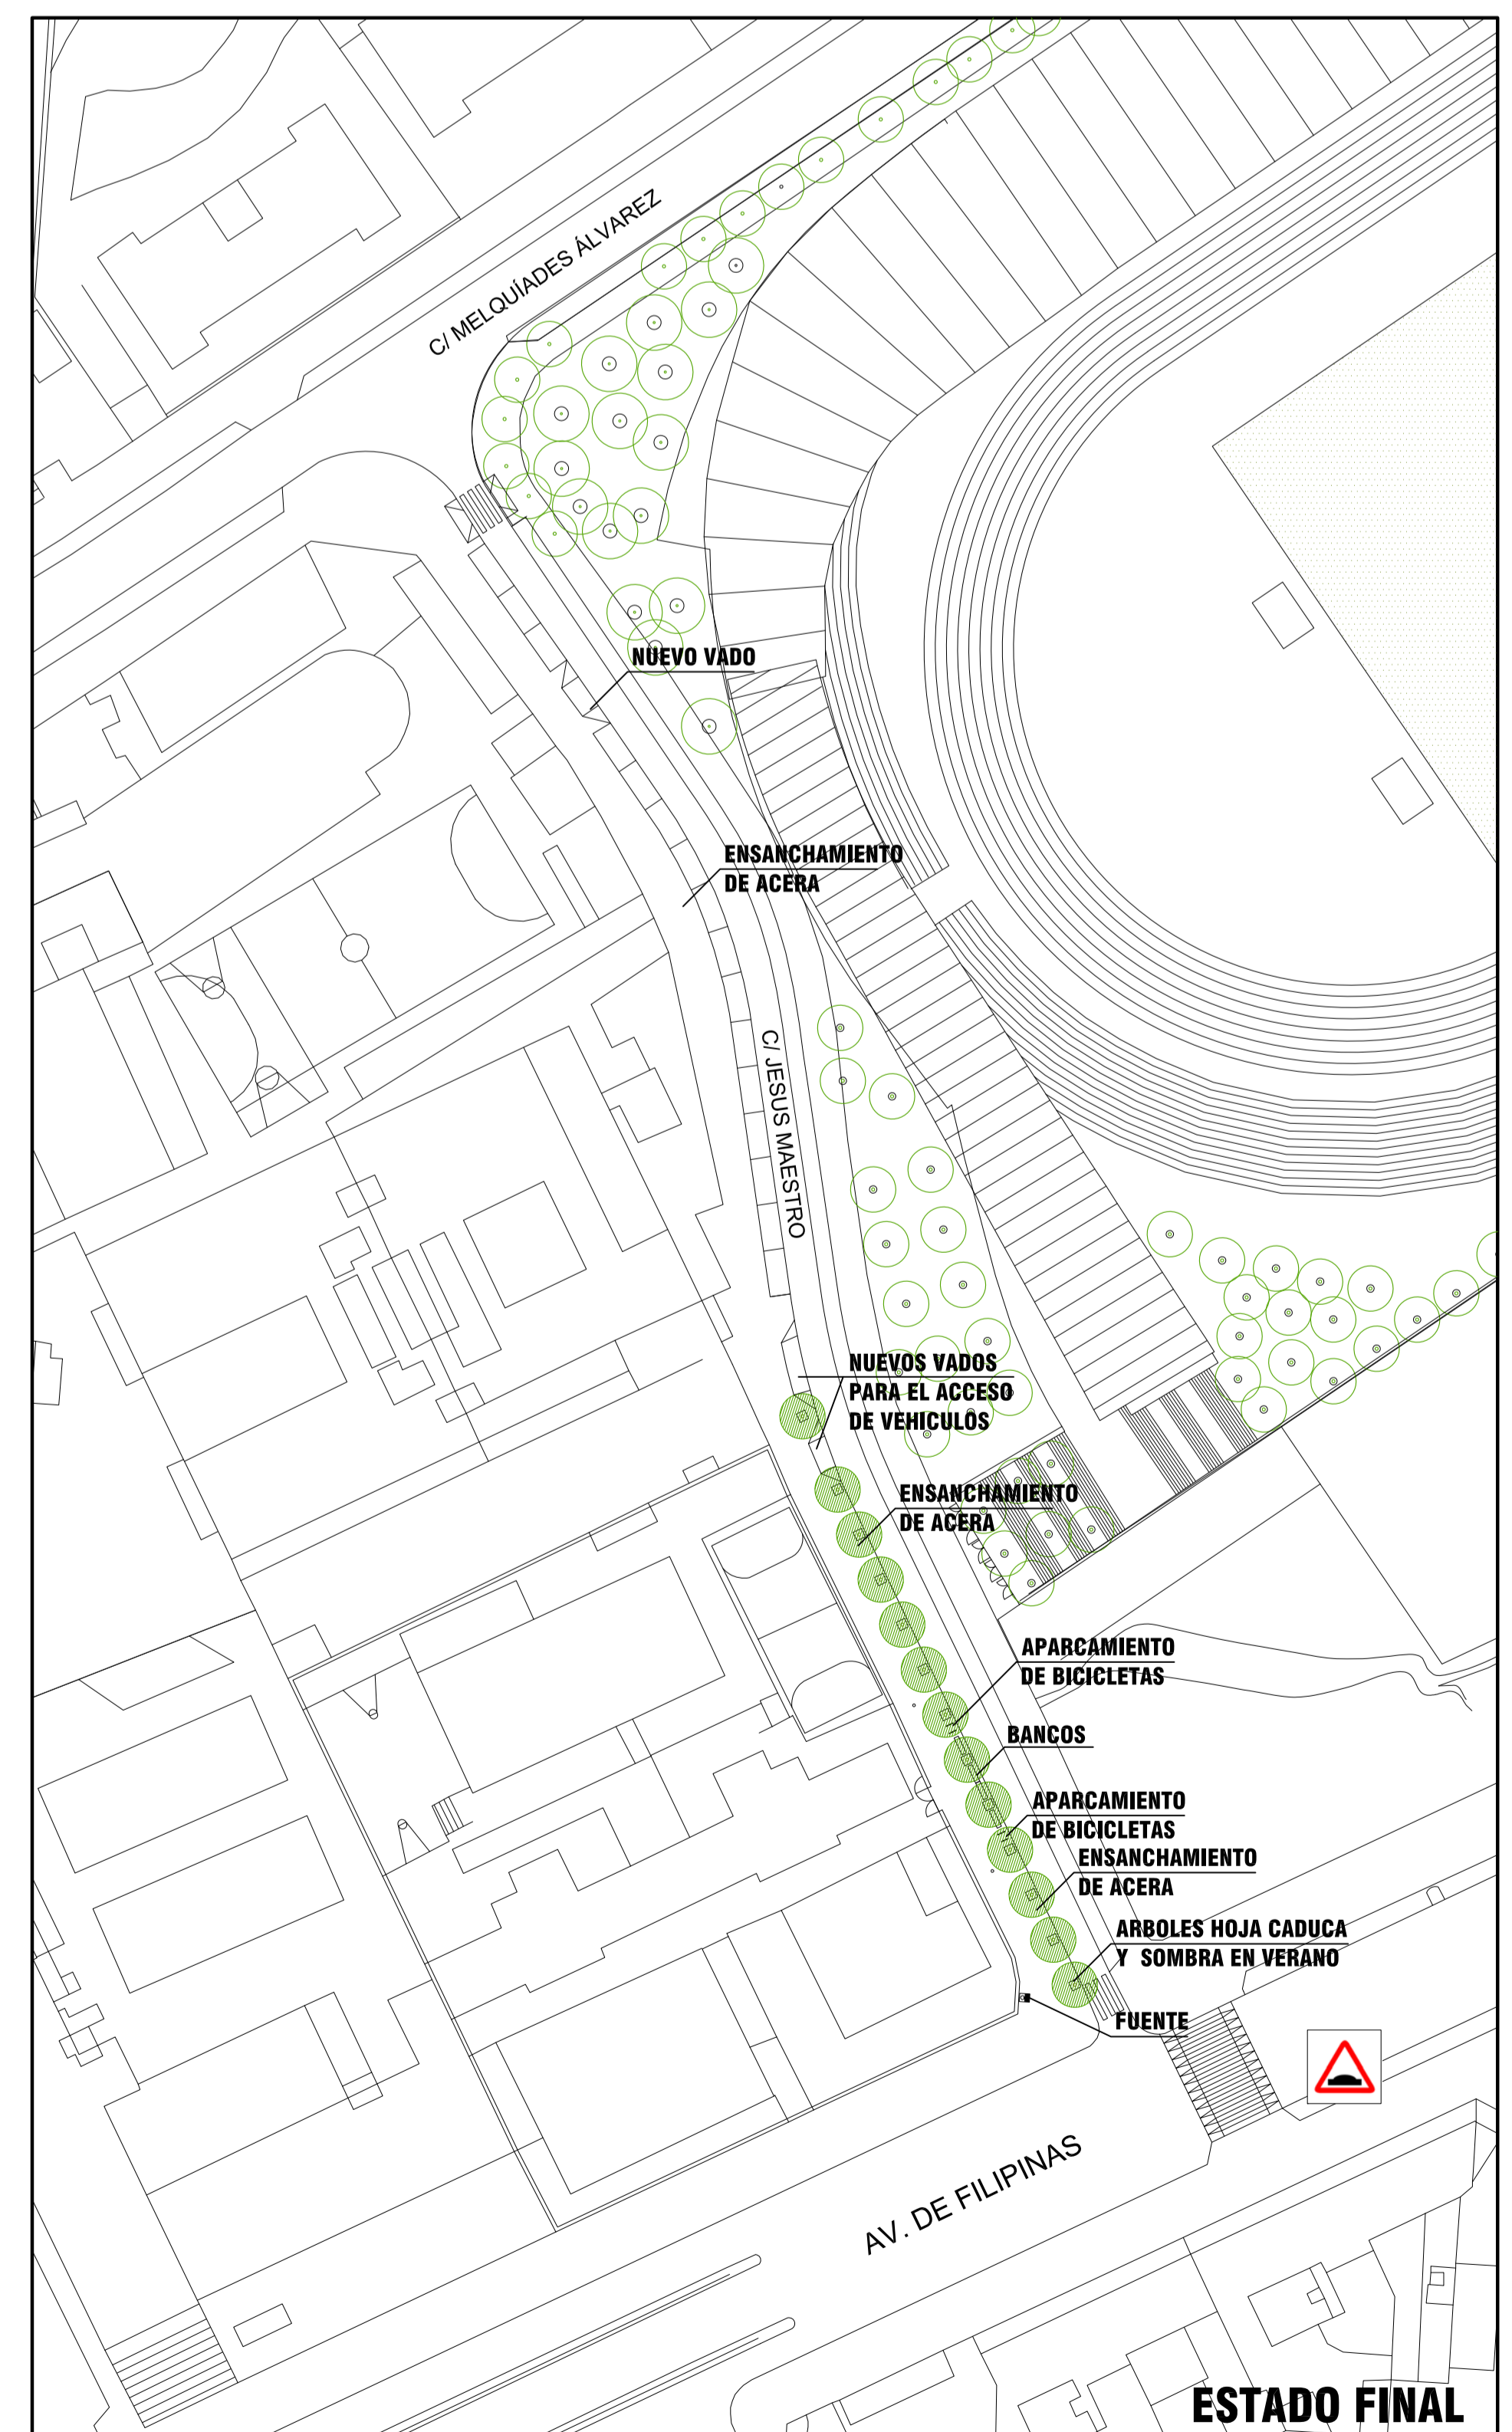 C/ MELQUÍADES ÁLVAREZ
NUEVO VADO
ENSANCHAMIENTO
DE ACERA
C/ JESUS MAESTRO
NUEVOS VADOS
PARA EL ACCESO
DE VEHICULOS
ENSANCHAMIENTO
DE ACERA
APARCAMIENTO
DE BICICLETAS
BANCOS
APARCAMIENTO
DE BICICLETAS
ENSANCHAMIENTO
DE ACERA
ARBOLES HOJA CADUCA
Y SOMBRA EN VERANO
FUENTE
AV. DE FILIPINAS
ESTADO FINAL